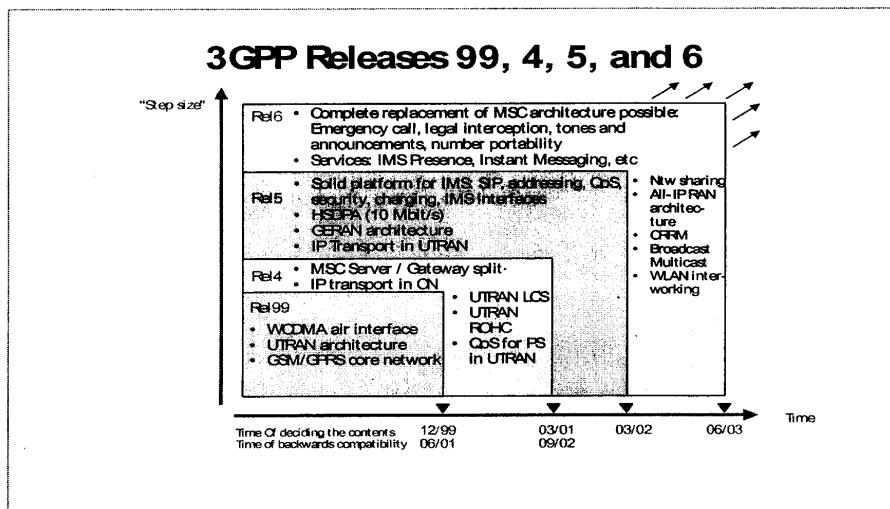 3GPP Releases 99, 4, 5, and 6
"Step size"
Rel6
• Complete replacement of MSC architecture possible:
Emergency call, legal interception, tones and
announcements, number portability
• Services: IMS Presence, Instant Messaging, etc
Rel5
• Solid platform for IMS: SIP, addressing, QoS,
security, charging, IMS interfaces
• HSDPA (10 Mbit/s)
• GERAN architecture
• IP Transport in UTRAN
• Ntw sharing
• All-IP RAN
architec-
ture
• CRRM
• Broadcast
Multicast
• WLAN inter-
working
Rel4
• MSC Server / Gateway split
• IP transport in CN
• UTRAN LCS
• UTRAN
ROHC
• QoS for PS
in UTRAN
Rel99
• WCDMA air interface
• UTRAN architecture
• GSM/GPRS core network
Time
Time Of deciding the contents 12/99 03/01 03/02 06/03
Time of backwards compatibility 06/01 09/02